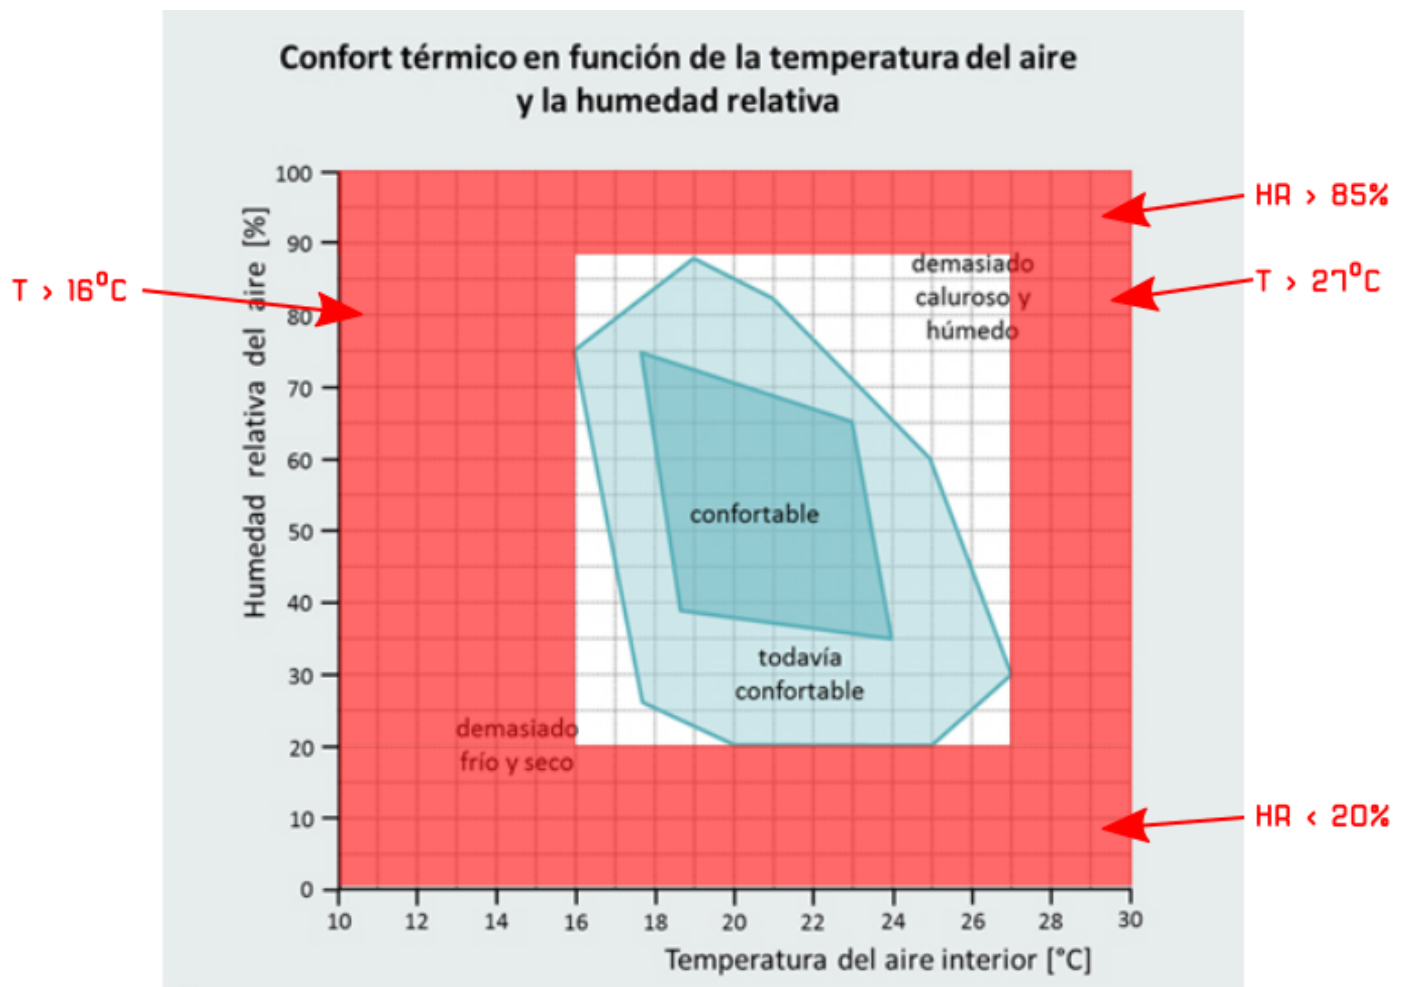 Confort térmico en función de la temperatura del aire
y la humedad relativa
Humedad relativa del aire [%]
100
90
80
70
60
50
40
30
20
10
0
HR > 85%
T > 27°C
T > 16°C
HR < 20%
demasiado
caluroso y
húmedo
confortable
todavía
confortable
demasiado
frío y seco
10 12 14 16 18 20 22 24 26 28 30
Temperatura del aire interior [°C]